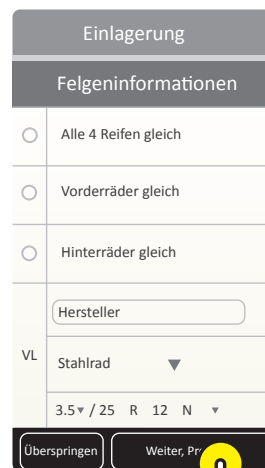 Einlagerung
Felgeninformationen
Alle 4 Reifen gleich
Vorderräder gleich
Hinterräder gleich
Hersteller
VL
Stahlrad
3.5 / 25 R 12 N
Überspringen
Weiter,